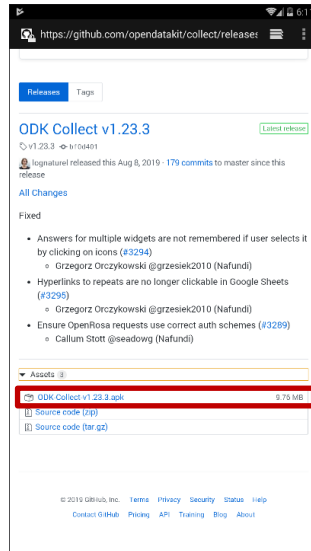 6:1
https://github.com/opendatakit/collect/releases
Releases Tags
ODK Collect v1.23.3 Latest release
v1.23.3 bf0d401
lognaturel released this Aug 8, 2019 · 179 commits to master since this
release
All Changes
Fixed
• Answers for multiple widgets are not remembered if user selects it
by clicking on icons (#3294)
◦ Grzegorz Orczykowski @grzesiek2010 (Nafundi)
• Hyperlinks to repeats are no longer clickable in Google Sheets
(#3295)
◦ Grzegorz Orczykowski @grzesiek2010 (Nafundi)
• Ensure OpenRosa requests use correct auth schemes (#3289)
◦ Callum Stott @seadowg (Nafundi)
Assets 3
ODK-Collect-v1.23.3.apk 9.76 MB
Source code (zip)
Source code (tar.gz)
© 2019 GitHub, Inc. Terms Privacy Security Status Help
Contact GitHub Pricing API Training Blog About